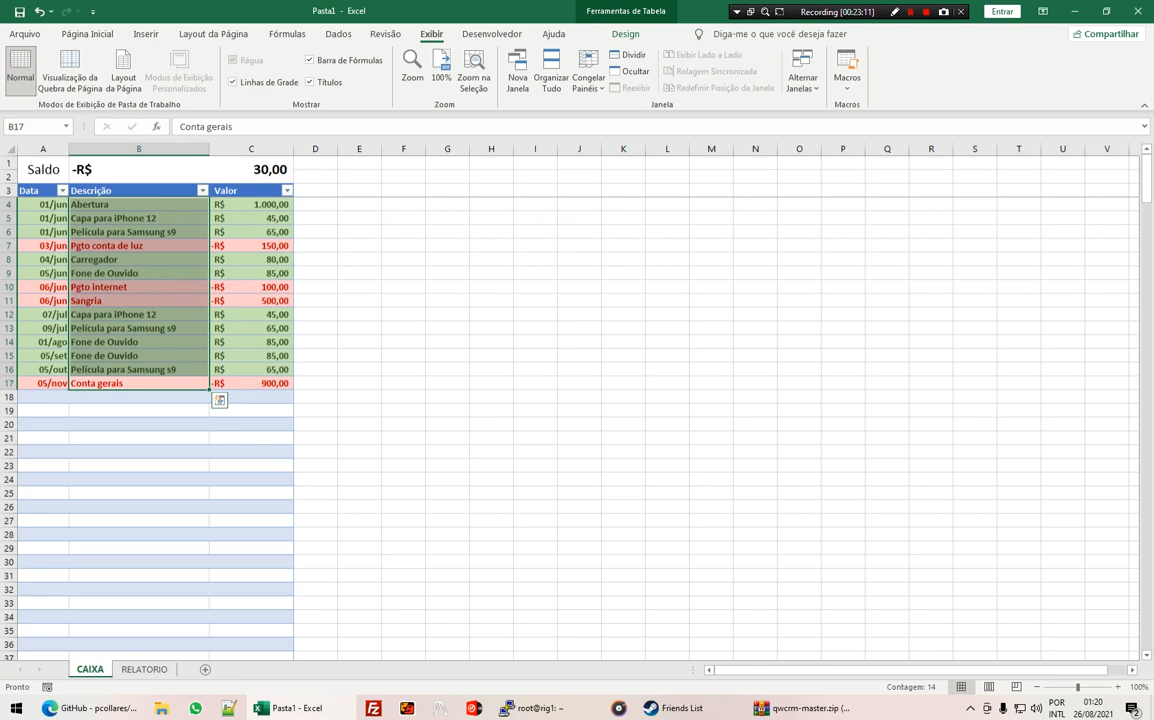 Pasta1 - Excel
Ferramentas de Tabela
Recording (00:23:11)
Entrar
Arquivo Página Inicial Inserir Layout da Página Fórmulas Dados Revisão Exibir Desenvolvedor Ajuda Design Diga-me o que você deseja fazer Compartilhar
Normal
Visualização da Quebra de Página
Layout da Página
Modos de Exibição Personalizados
Modos de Exibição de Pasta de Trabalho
Régua
Barra de Fórmulas
Linhas de Grade
Títulos
Mostrar
Zoom
100%
Zoom na Seleção
Zoom
Nova Janela
Organizar Tudo
Congelar Painéis
Dividir
Ocultar
Reexibir
Exibir Lado a Lado
Rolagem Sincronizada
Redefinir Posição da Janela
Janela
Alternar Janelas
Macros
Macros
B17
fx
Conta gerais
A B C D E F G H I J K L M N O P Q R S T U V
1 Saldo -R$ 30,00
2
3 Data Descrição Valor
4 01/jun Abertura R$ 1.000,00
5 01/jun Capa para iPhone 12 R$ 45,00
6 01/jun Película para Samsung s9 R$ 65,00
7 03/jun Pgto conta de luz -R$ 150,00
8 04/jun Carregador R$ 80,00
9 05/jun Fone de Ouvido R$ 85,00
10 06/jun Pgto internet -R$ 100,00
11 06/jun Sangria -R$ 500,00
12 07/jul Capa para iPhone 12 R$ 45,00
13 09/jul Película para Samsung s9 R$ 65,00
14 01/ago Fone de Ouvido R$ 85,00
15 05/set Fone de Ouvido R$ 85,00
16 05/out Película para Samsung s9 R$ 65,00
17 05/nov Conta gerais -R$ 900,00
18
19
20
21
22
23
24
25
26
27
28
29
30
31
32
33
34
35
36
37
CAIXA RELATORIO
Pronto
Contagem: 14
100%
GitHub - pcollares/...
Pasta1 - Excel
root@rig1: ~
Friends List
qwcrm-master.zip (...
POR
INTL
01:20
26/08/2021
2